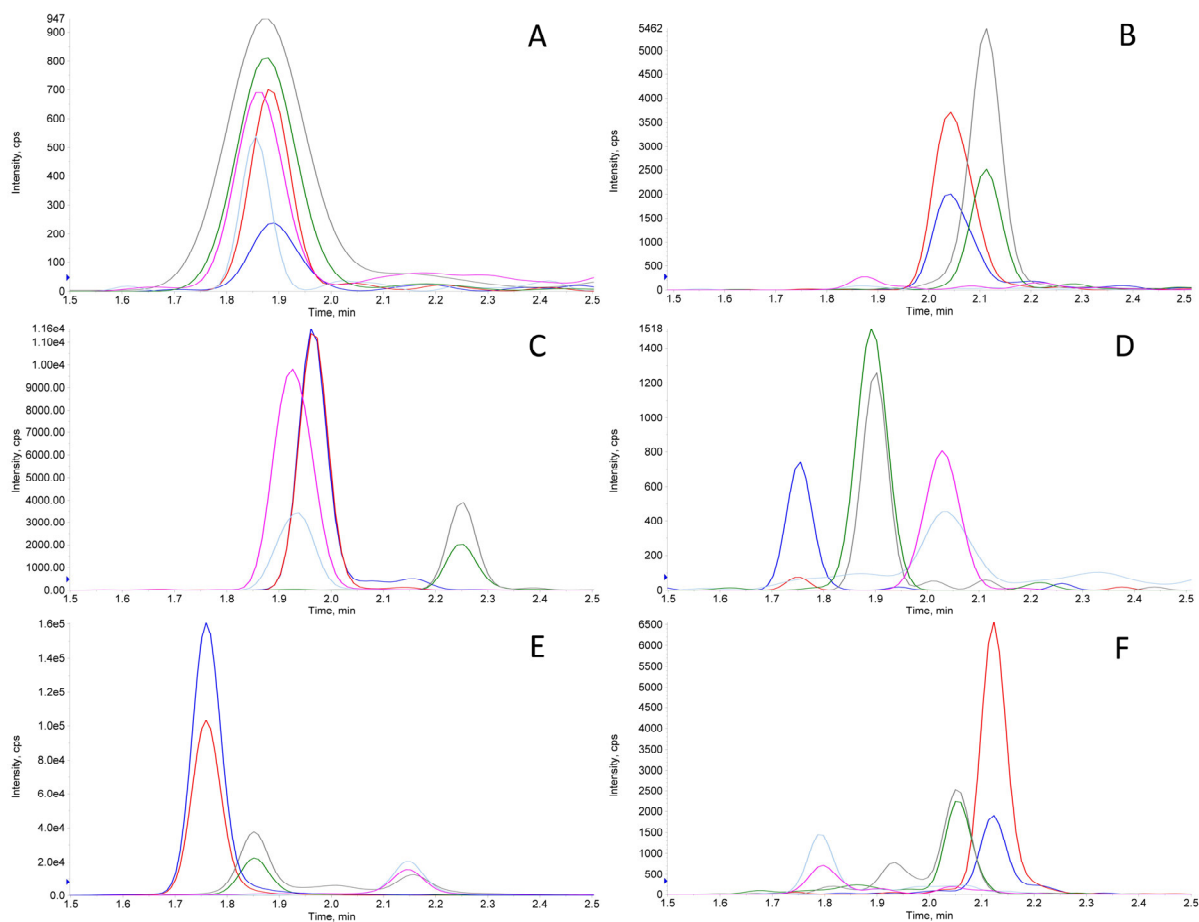 947
900
800
700
600
500
400
300
200
100
0
Intensity, cps
1.5 1.6 1.7 1.8 1.9 2.0 2.1 2.2 2.3 2.4 2.5
Time, min
A
5462
5000
4500
4000
3500
3000
2500
2000
1500
1000
500
0
Intensity, cps
1.5 1.6 1.7 1.8 1.9 2.0 2.1 2.2 2.3 2.4 2.5
Time, min
B
1.16e4
1.10e4
1.00e4
9000.00
8000.00
7000.00
6000.00
5000.00
4000.00
3000.00
2000.00
1000.00
0.00
Intensity, cps
1.5 1.6 1.7 1.8 1.9 2.0 2.1 2.2 2.3 2.4 2.5
Time, min
C
1518
1400
1200
1000
800
600
400
200
0
Intensity, cps
1.5 1.6 1.7 1.8 1.9 2.0 2.1 2.2 2.3 2.4 2.5
Time, min
D
1.6e5
1.4e5
1.2e5
1.0e5
8.0e4
6.0e4
4.0e4
2.0e4
0.0
Intensity, cps
1.5 1.6 1.7 1.8 1.9 2.0 2.1 2.2 2.3 2.4 2.5
Time, min
E
6500
6000
5500
5000
4500
4000
3500
3000
2500
2000
1500
1000
500
0
Intensity, cps
1.5 1.6 1.7 1.8 1.9 2.0 2.1 2.2 2.3 2.4 2.5
Time, min
F